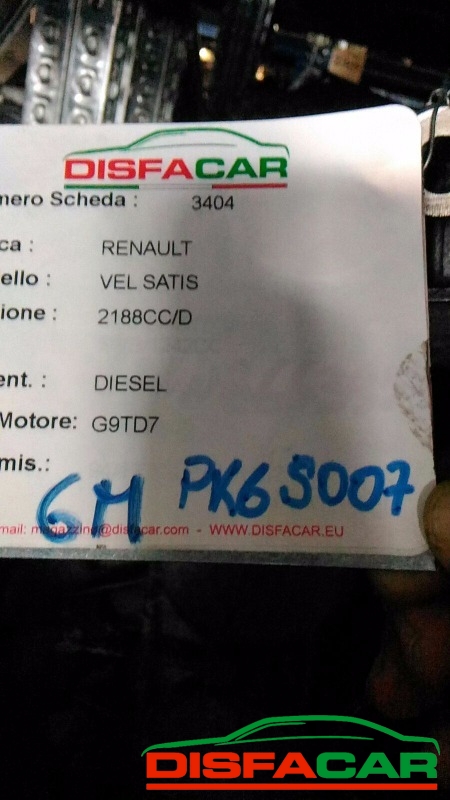 DISFACAR
mero Scheda : 3404
ca : RENAULT
ello : VEL SATIS
ione : 2188CC/D
ent. : DIESEL
Motore: G9TD7
mis.:
6M PK6S007
mail: magazzino@disfacar.com - WWW.DISFACAR.EU
DISFACAR